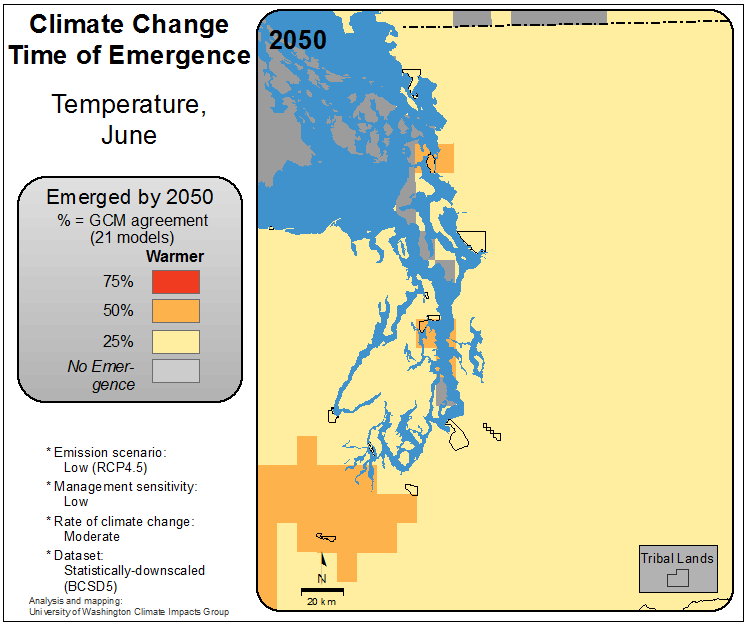 Climate Change
Time of Emergence
Temperature,
June
Emerged by 2050
% = GCM agreement
(21 models)
Warmer
75%
50%
25%
No Emer-
gence
* Emission scenario:
Low (RCP4.5)
* Management sensitivity:
Low
* Rate of climate change:
Moderate
* Dataset:
Statistically-downscaled
(BCSD5)
Analysis and mapping:
University of Washington Climate Impacts Group
2050
N
20 km
Tribal Lands